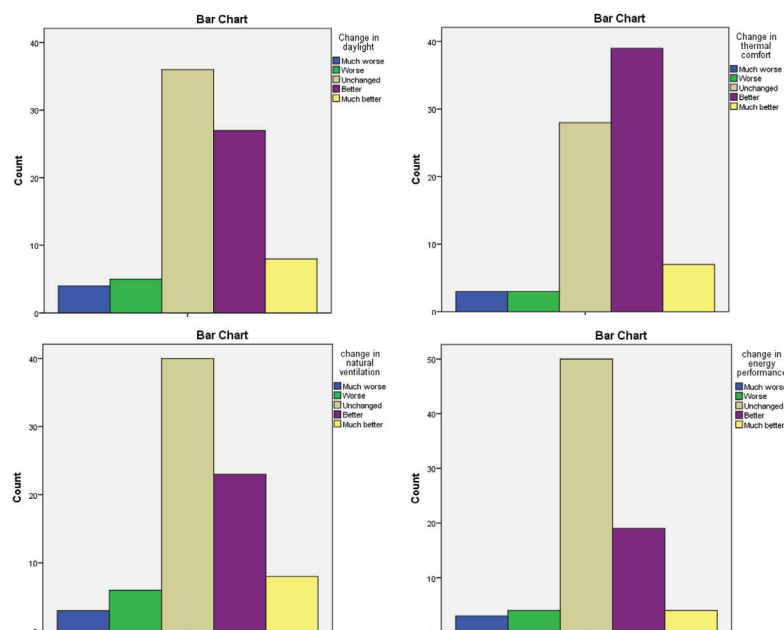 Bar Chart
Change in
daylight
Much worse
Worse
Unchanged
Better
Much better
40
30
20
10
0
Count
Bar Chart
Change in
thermal
comfort
Much worse
Worse
Unchanged
Better
Much better
40
30
20
10
0
Count
Bar Chart
change in
natural
ventilation
Much worse
Worse
Unchanged
Better
Much better
40
30
20
10
Count
Bar Chart
change in
energy
performance
Much worse
Worse
Unchanged
Better
Much better
50
40
30
20
10
Count